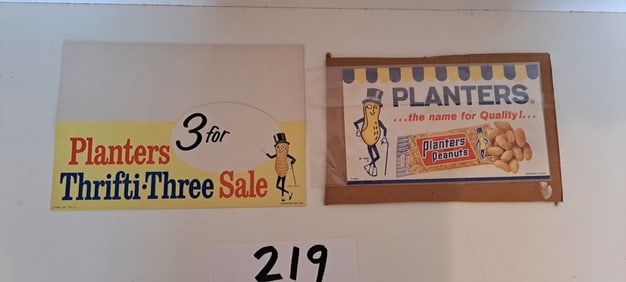 3 for
Planters
Thrifti-Three Sale
PLANTERS®
...the name for Quality!...
Planters
Peanuts
219